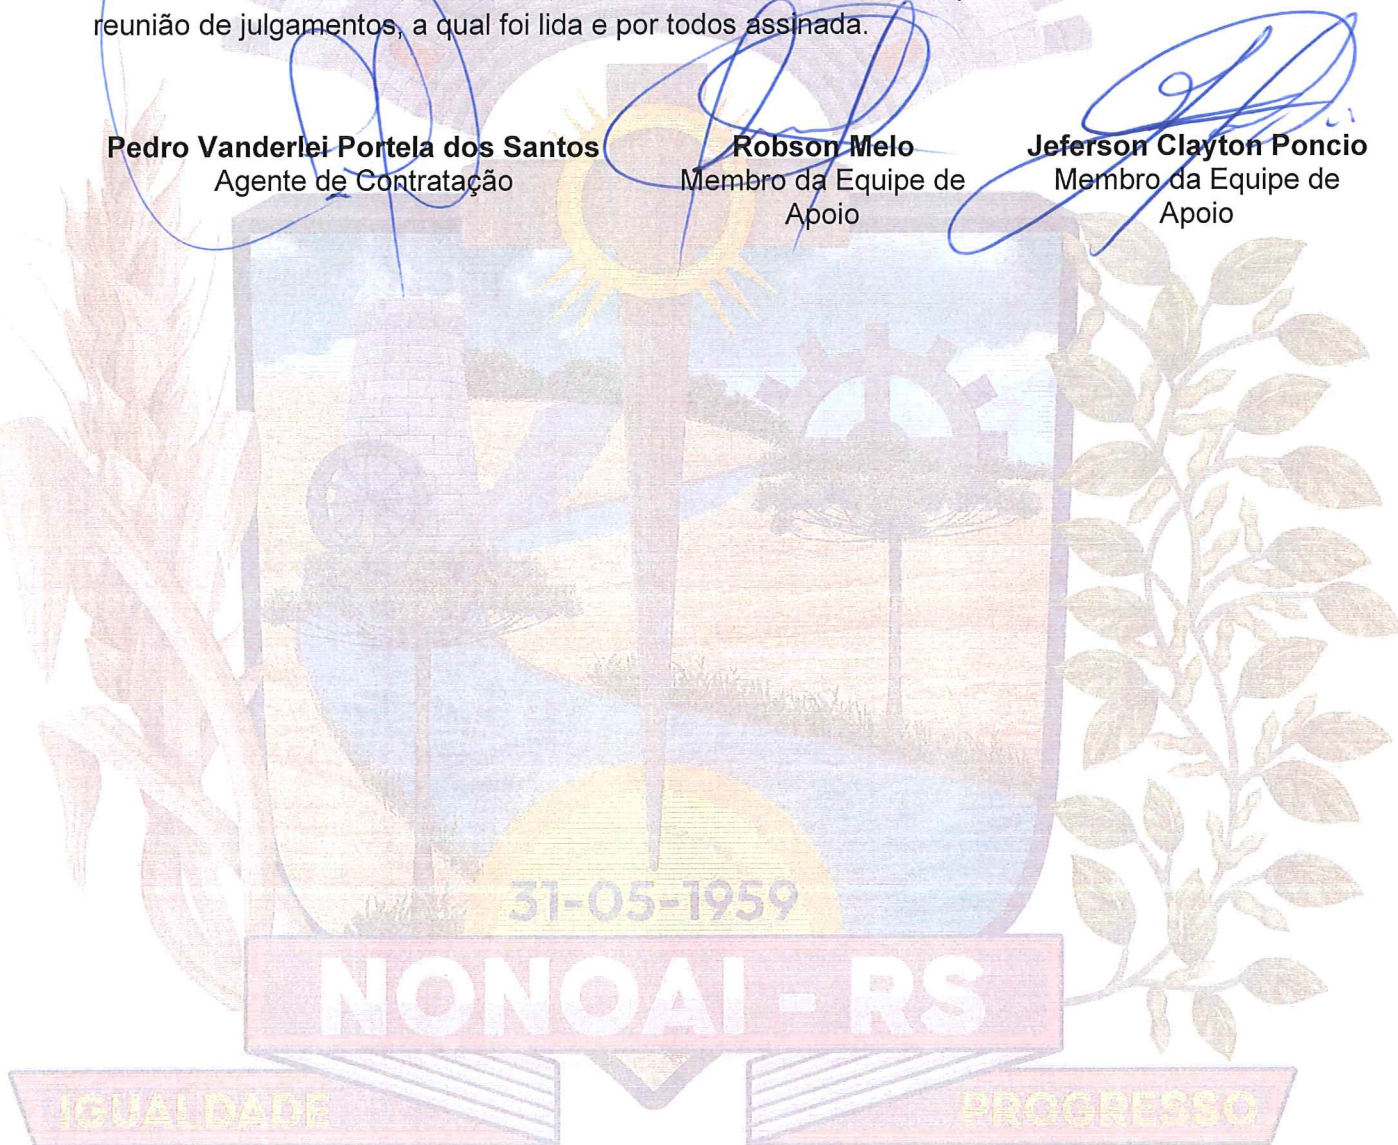 reunião de julgamentos, a qual foi lida e por todos assinada.
Pedro Vanderlei Portela dos Santos
Agente de Contratação
Robson Melo
Membro da Equipe de
Apoio
Jeferson Clayton Poncio
Membro da Equipe de
Apoio
31-05-1959
NONOAI - RS
IGUALDADE
PROGRESSO